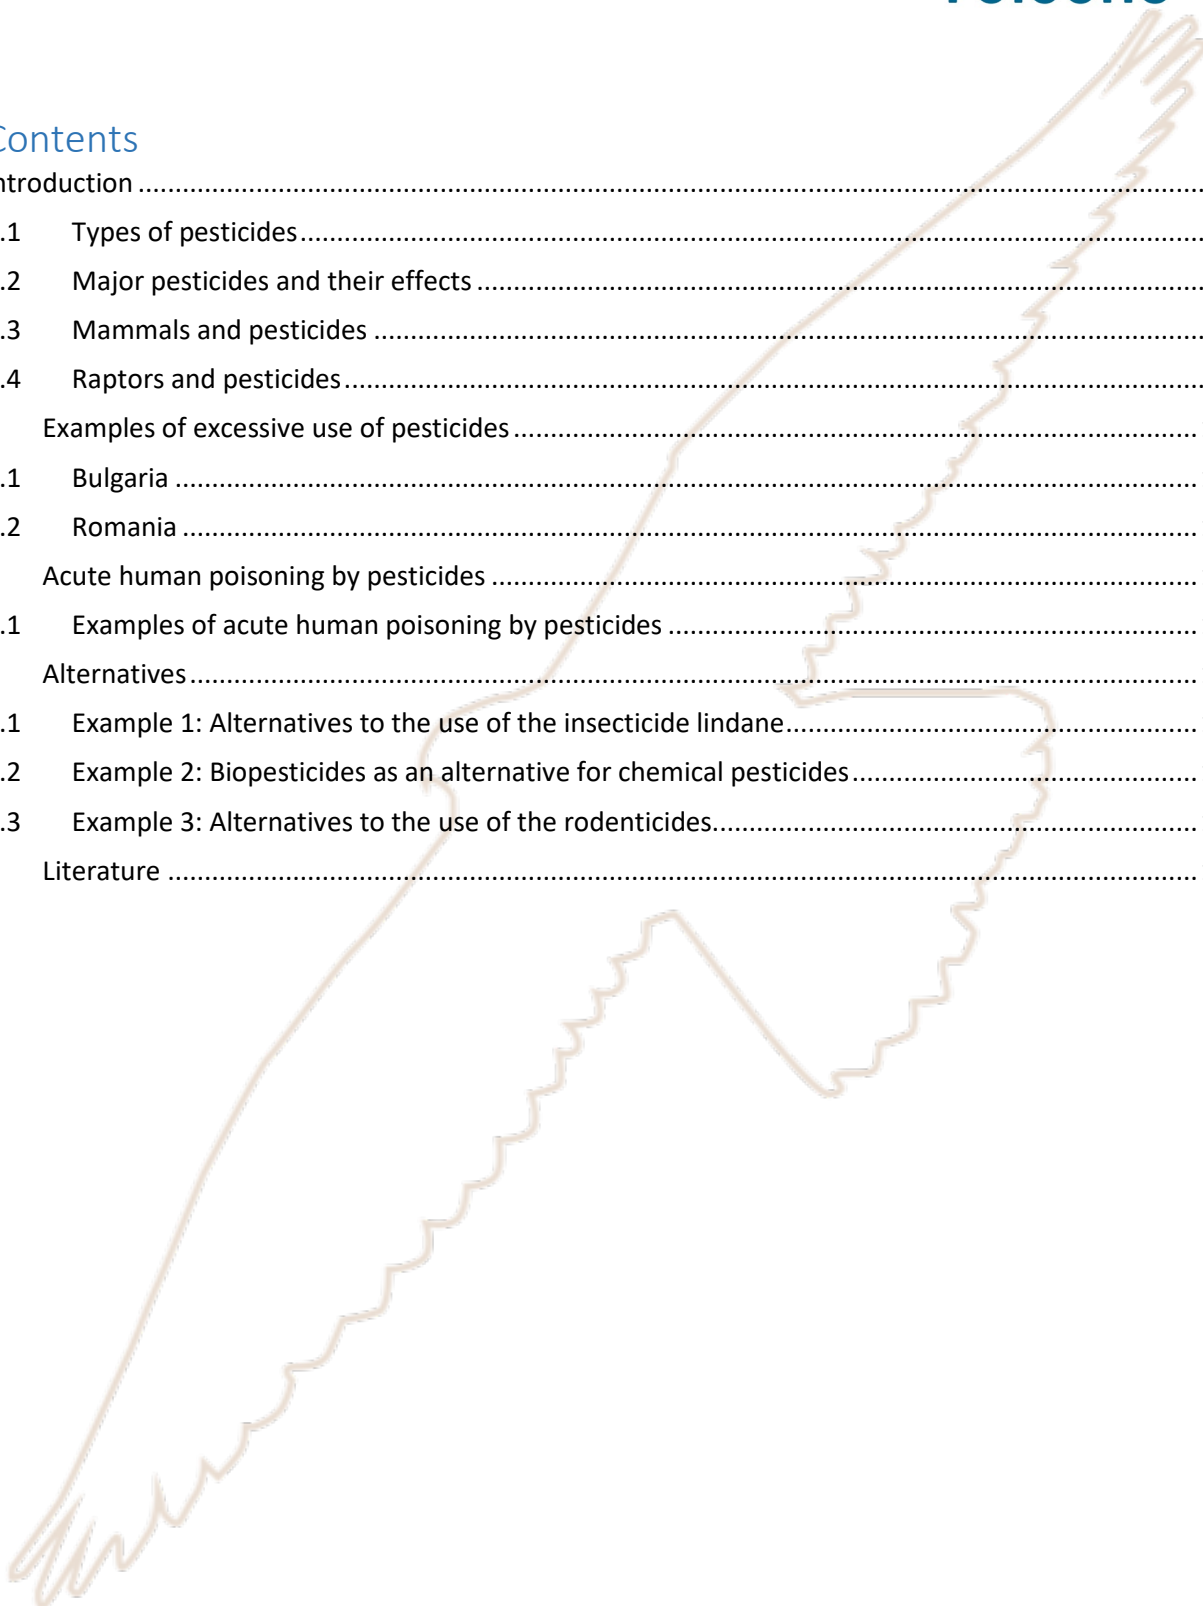 Contents
Introduction
.1 Types of pesticides
.2 Major pesticides and their effects
.3 Mammals and pesticides
.4 Raptors and pesticides
Examples of excessive use of pesticides
.1 Bulgaria
.2 Romania
Acute human poisoning by pesticides
.1 Examples of acute human poisoning by pesticides
Alternatives
.1 Example 1: Alternatives to the use of the insecticide lindane
.2 Example 2: Biopesticides as an alternative for chemical pesticides
.3 Example 3: Alternatives to the use of the rodenticides
Literature